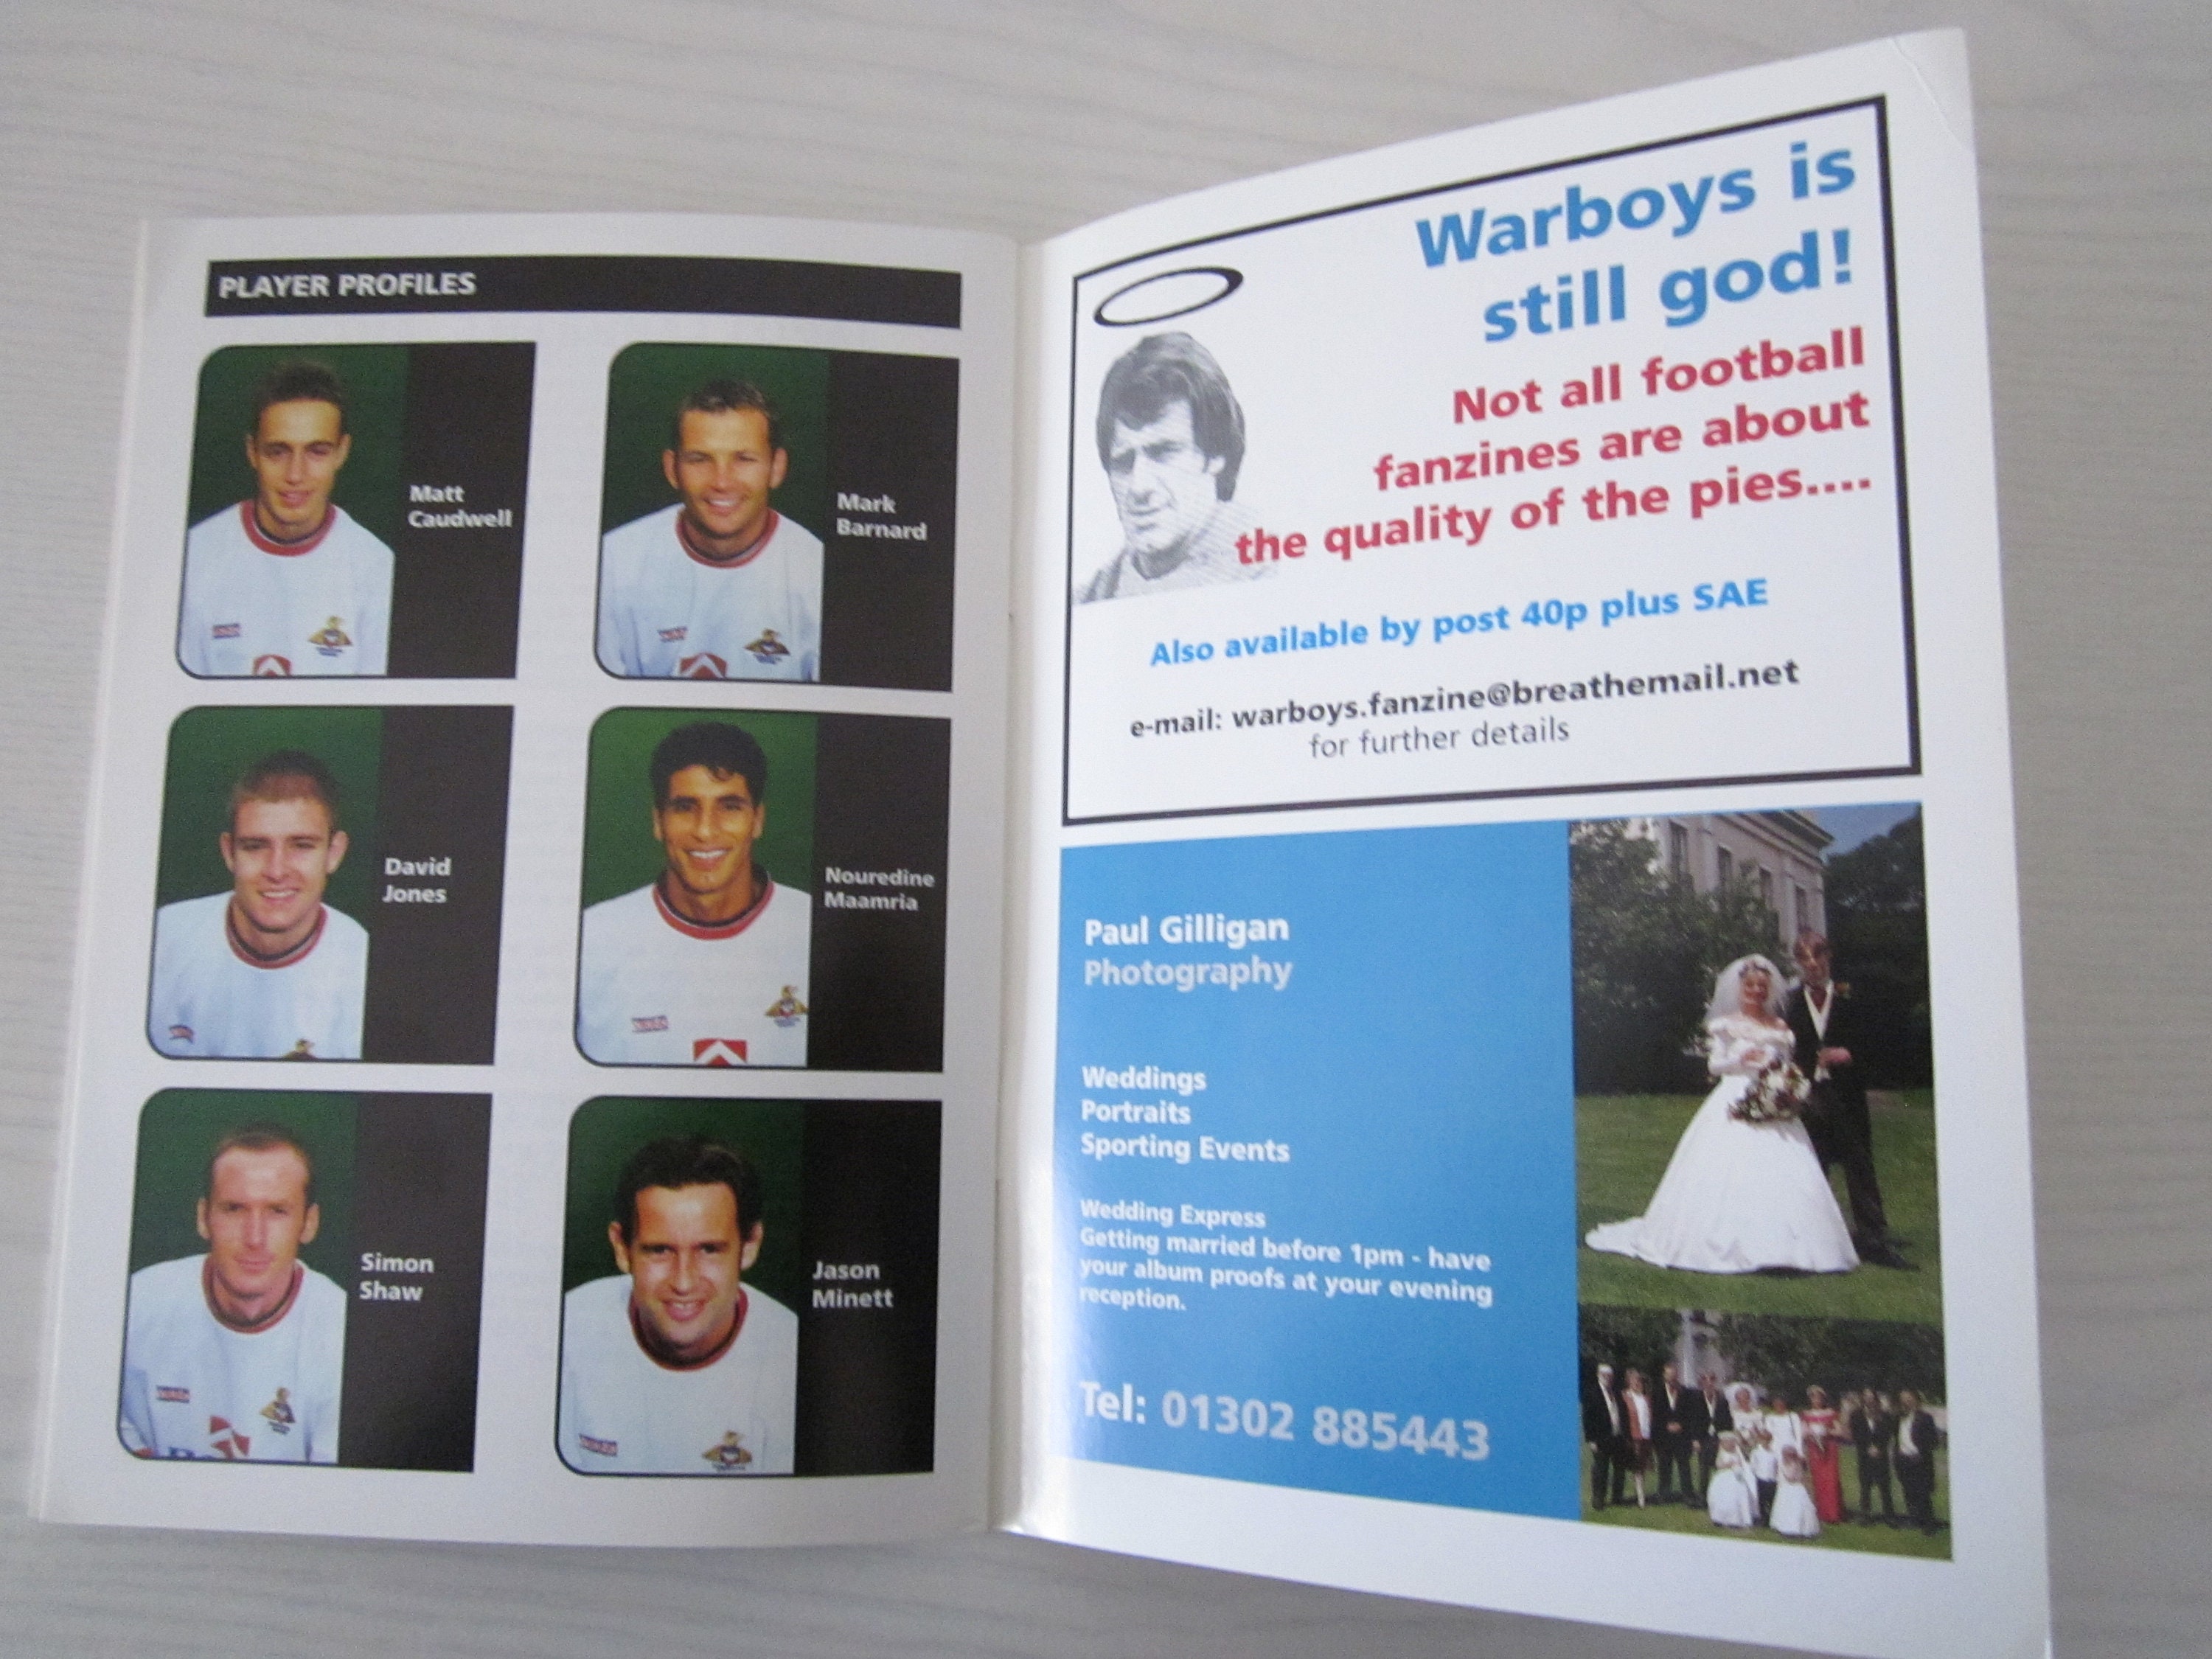 PLAYER PROFILES
Matt
Caudwell
Mark
Barnard
David
Jones
Nouredine
Maamria
Simon
Shaw
Jason
Minett
Warboys is
still god!
Not all football
fanzines are about
the quality of the pies....
Also available by post 40p plus SAE
e-mail: warboys.fanzine@breathemail.net
for further details
Paul Gilligan
Photography
Weddings
Portraits
Sporting Events
Wedding Express
Getting married before 1pm - have
your album proofs at your evening
reception.
Tel: 01302 885443